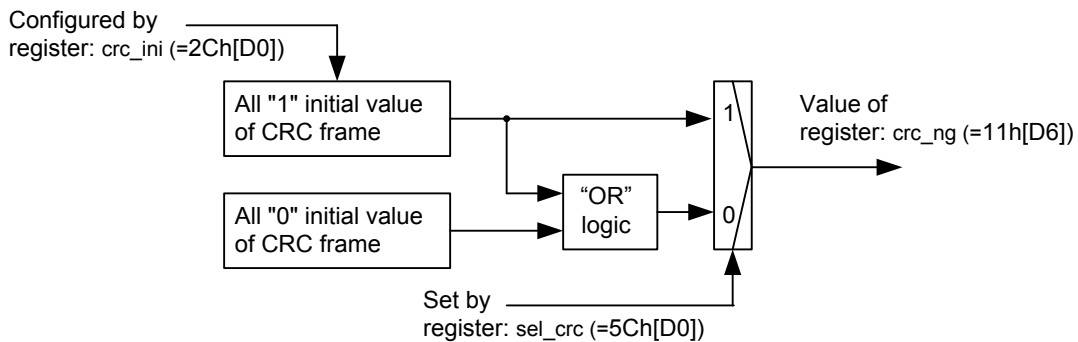 Configured by
register: crc_ini (=2Ch[D0])
All "1" initial value
of CRC frame
1
Value of
register: crc_ng (=11h[D6])
All "0" initial value
of CRC frame
“OR”
logic
0
Set by
register: sel_crc (=5Ch[D0])